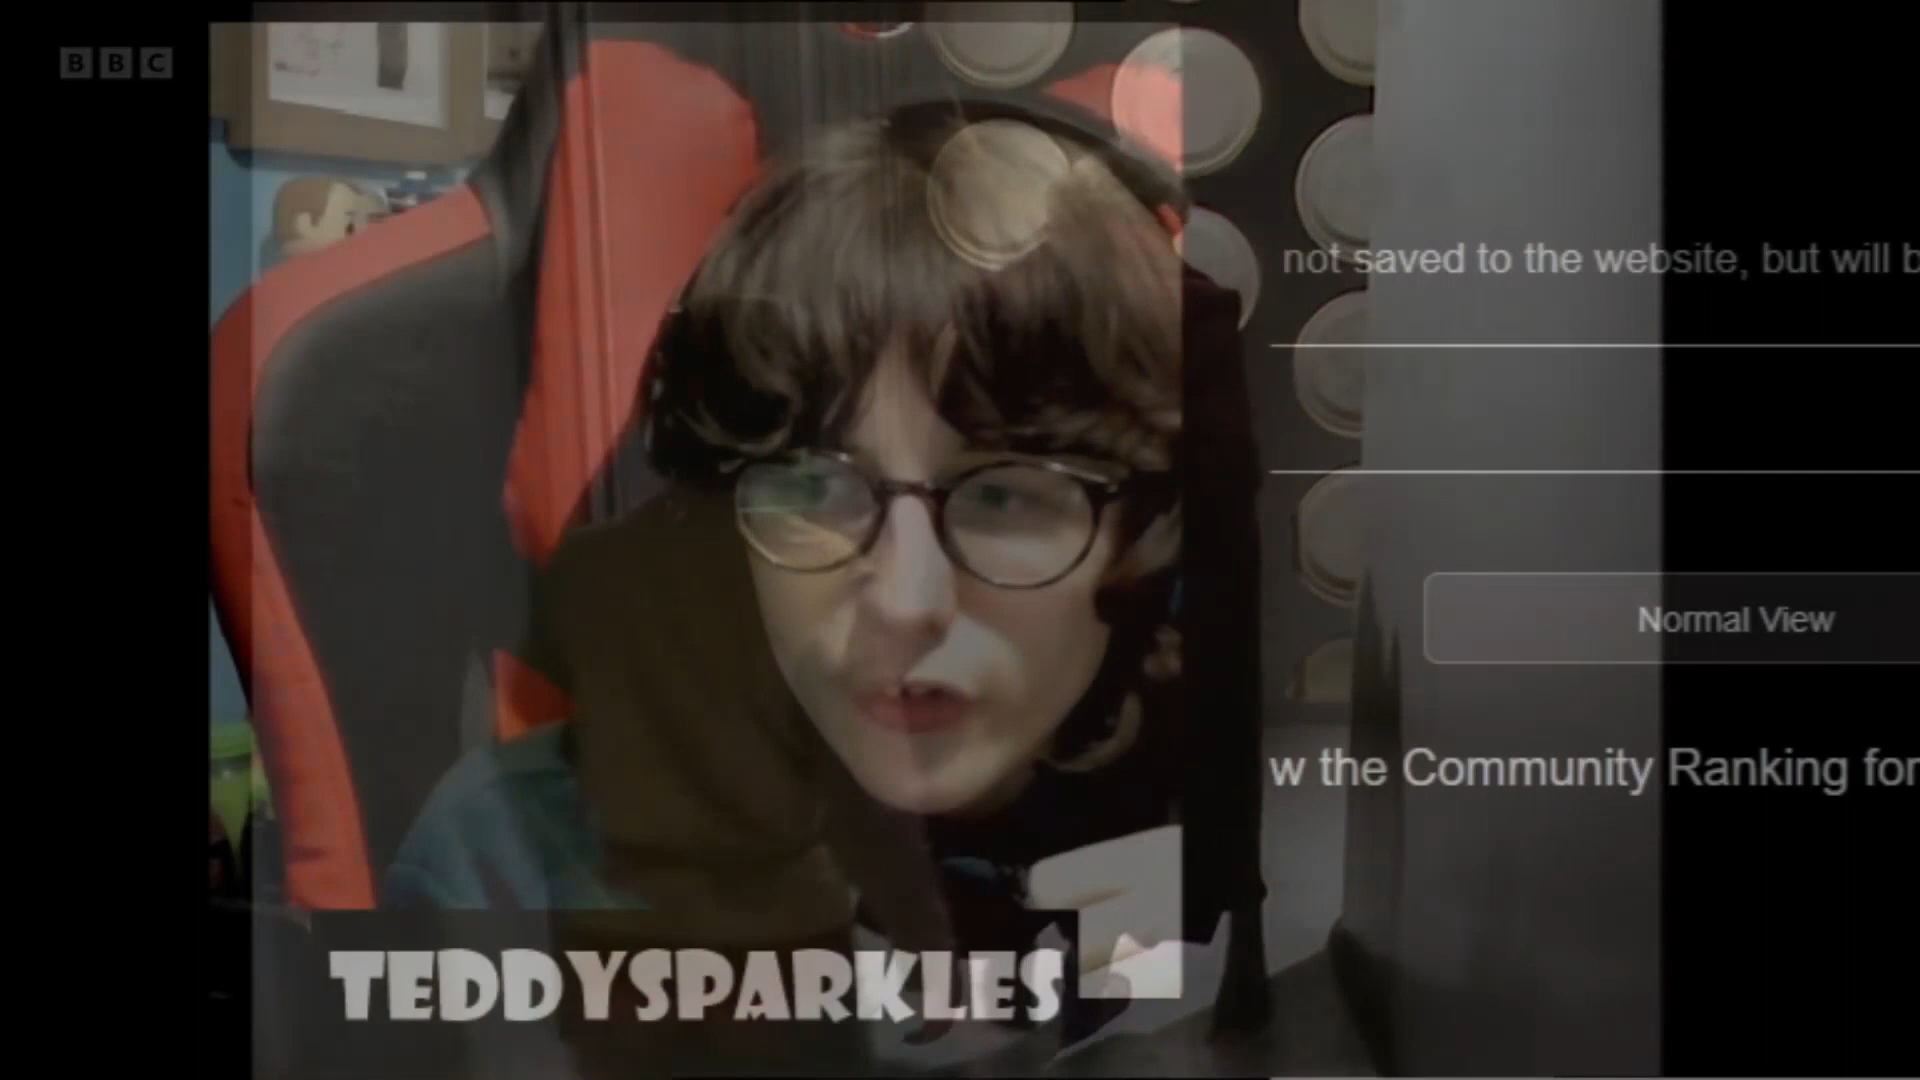 BBC
not saved to the website, but will b
Normal View
w the Community Ranking for
TEDDYSPARKLES